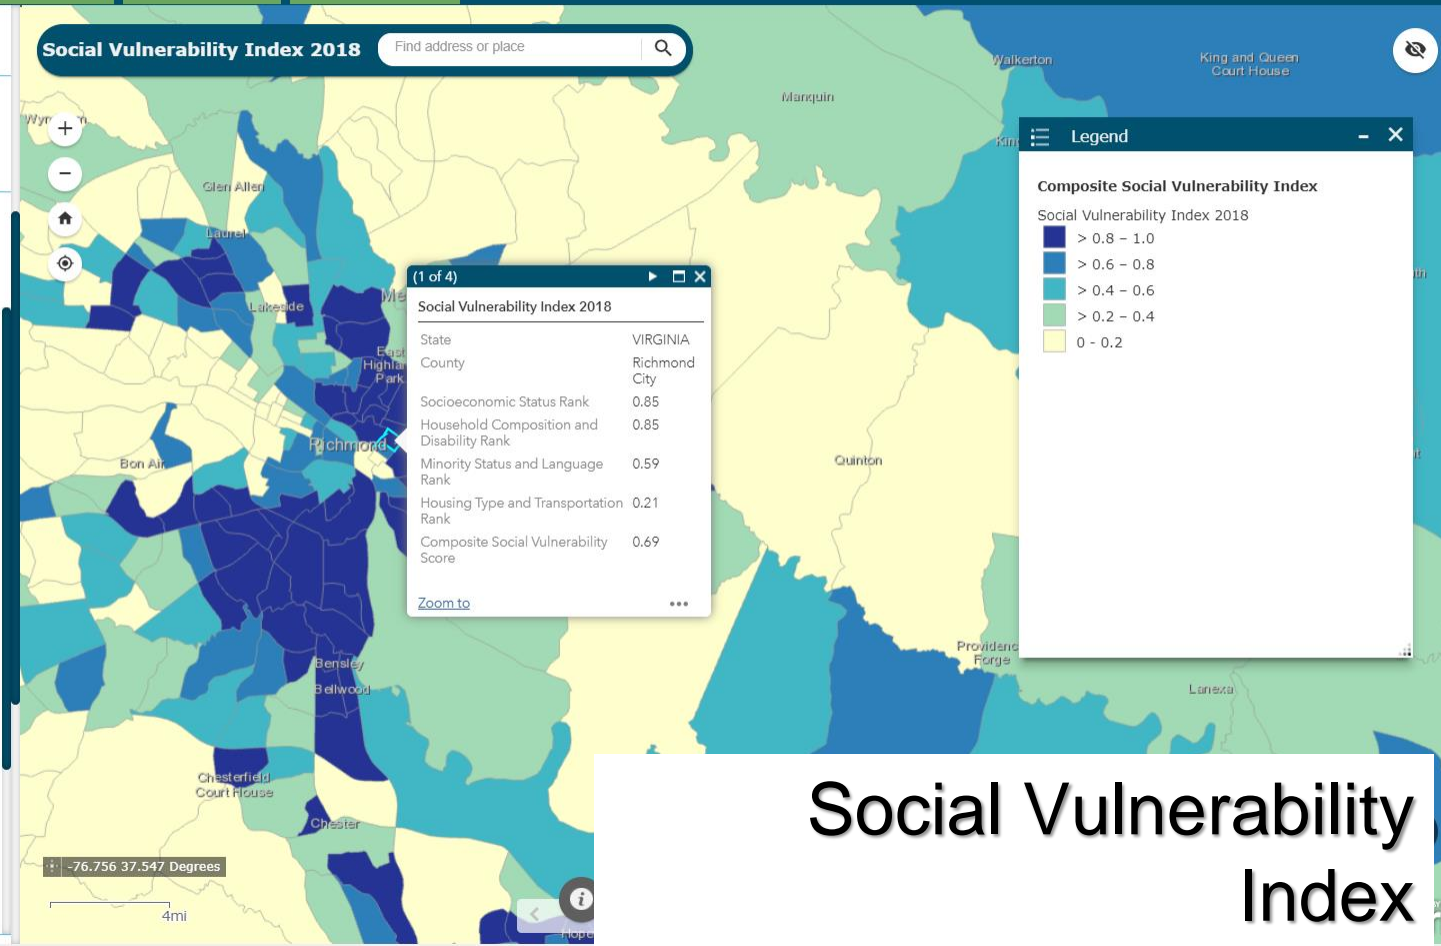 Social Vulnerability Index 2018
Find address or place
Walkerton
King and Queen
Court House
Manquin
Glen Allen
Laurel
Lakeside
East
Highla
Park
Richmond
Bon Air
Quinton
Bensley
Bellwood
Chesterfield
Court House
Chester
Providenc
Forge
Lanexa
(1 of 4)
Social Vulnerability Index 2018
State VIRGINIA
County Richmond
City
Socioeconomic Status Rank 0.85
Household Composition and 0.85
Disability Rank
Minority Status and Language 0.59
Rank
Housing Type and Transportation 0.21
Rank
Composite Social Vulnerability 0.69
Score
Zoom to
Legend
Composite Social Vulnerability Index
Social Vulnerability Index 2018
> 0.8 – 1.0
> 0.6 – 0.8
> 0.4 – 0.6
> 0.2 – 0.4
0 - 0.2
-76.756 37.547 Degrees
4mi
Hope
Social Vulnerability
Index